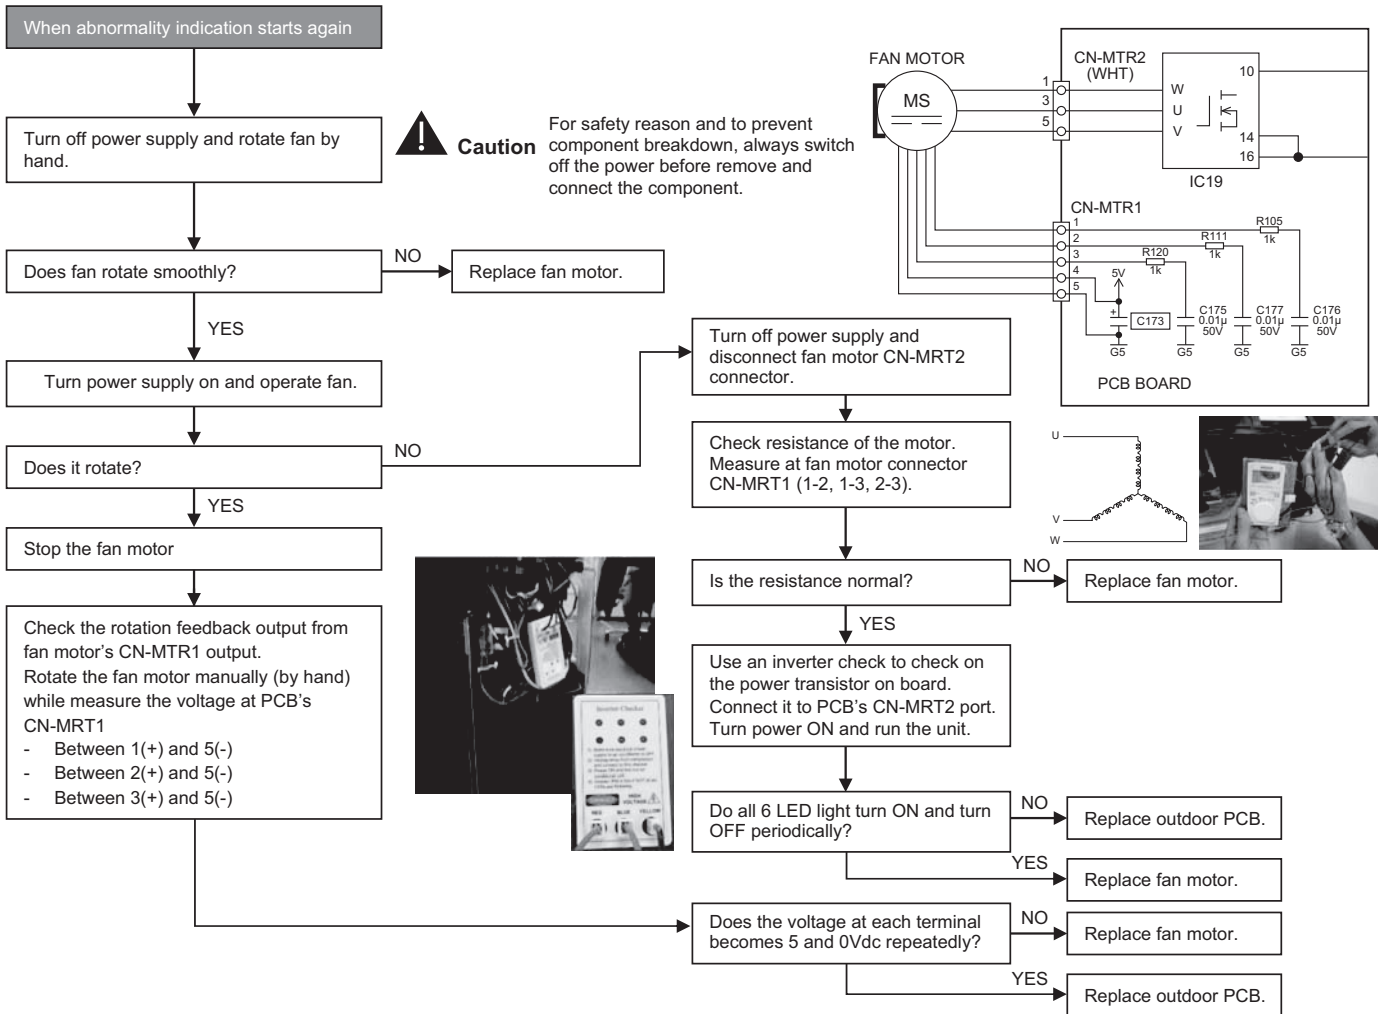 When abnormality indication starts again
Turn off power supply and rotate fan by
hand.
Caution
For safety reason and to prevent
component breakdown, always switch
off the power before remove and
connect the component.
Does fan rotate smoothly?
NO
Replace fan motor.
YES
Turn power supply on and operate fan.
Does it rotate?
NO
YES
Stop the fan motor
Check the rotation feedback output from
fan motor's CN-MTR1 output.
Rotate the fan motor manually (by hand)
while measure the voltage at PCB's
CN-MRT1
- Between 1(+) and 5(-)
- Between 2(+) and 5(-)
- Between 3(+) and 5(-)
Turn off power supply and
disconnect fan motor CN-MRT2
connector.
Check resistance of the motor.
Measure at fan motor connector
CN-MRT1 (1-2, 1-3, 2-3).
Is the resistance normal?
NO
Replace fan motor.
YES
Use an inverter check to check on
the power transistor on board.
Connect it to PCB's CN-MRT2 port.
Turn power ON and run the unit.
Do all 6 LED light turn ON and turn
OFF periodically?
NO
Replace outdoor PCB.
YES
Replace fan motor.
Does the voltage at each terminal
becomes 5 and 0Vdc repeatedly?
NO
Replace fan motor.
YES
Replace outdoor PCB.
FAN MOTOR
MS
CN-MTR2
(WHT)
1
3
5
W
U
V
10
14
16
IC19
CN-MTR1
1
2
3
4
5
R105
1k
R111
1k
R120
1k
5V
+
C173
C175
0.01µ
50V
C177
0.01µ
50V
C176
0.01µ
50V
G5
G5
G5
G5
PCB BOARD
U
V
W
Inverter Checker
HIGH
VOLTAGE
RED
BLUE
YELLOW